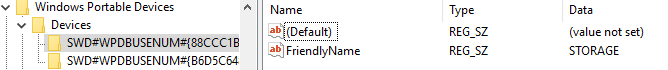 Windows Portable Devices
Devices
SWD#WPDBUSENUM#{88CCC1B
SWD#WPDBUSENUM#{B6D5C64
Name Type Data
(Default) REG_SZ (value not set)
FriendlyName REG_SZ STORAGE